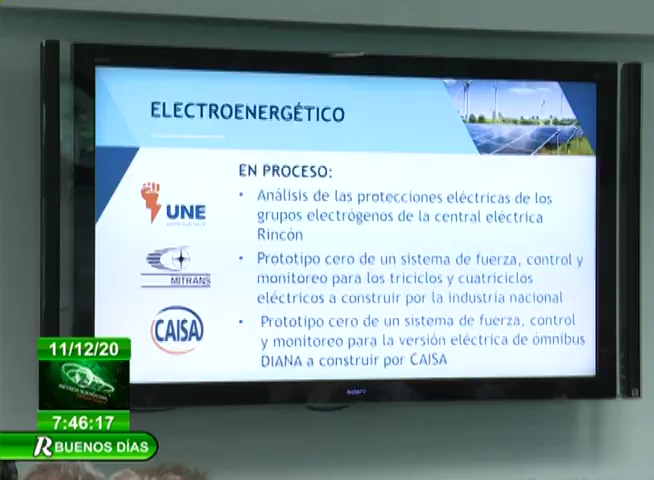 ELECTROENERGÉTICO
EN PROCESO:
• Análisis de las protecciones eléctricas de los
grupos electrógenos de la central eléctrica
Rincón
• Prototipo cero de un sistema de fuerza, control y
monitoreo para los triciclos y cuatriciclos
eléctricos a construir por la industria nacional
• Prototipo cero de un sistema de fuerza, control
y monitoreo para la versión eléctrica de ómnibus
DIANA a construir por CAISA
UNE
MITRANS
CAISA
SONY
11/12/20
7:46:17
R BUENOS DÍAS